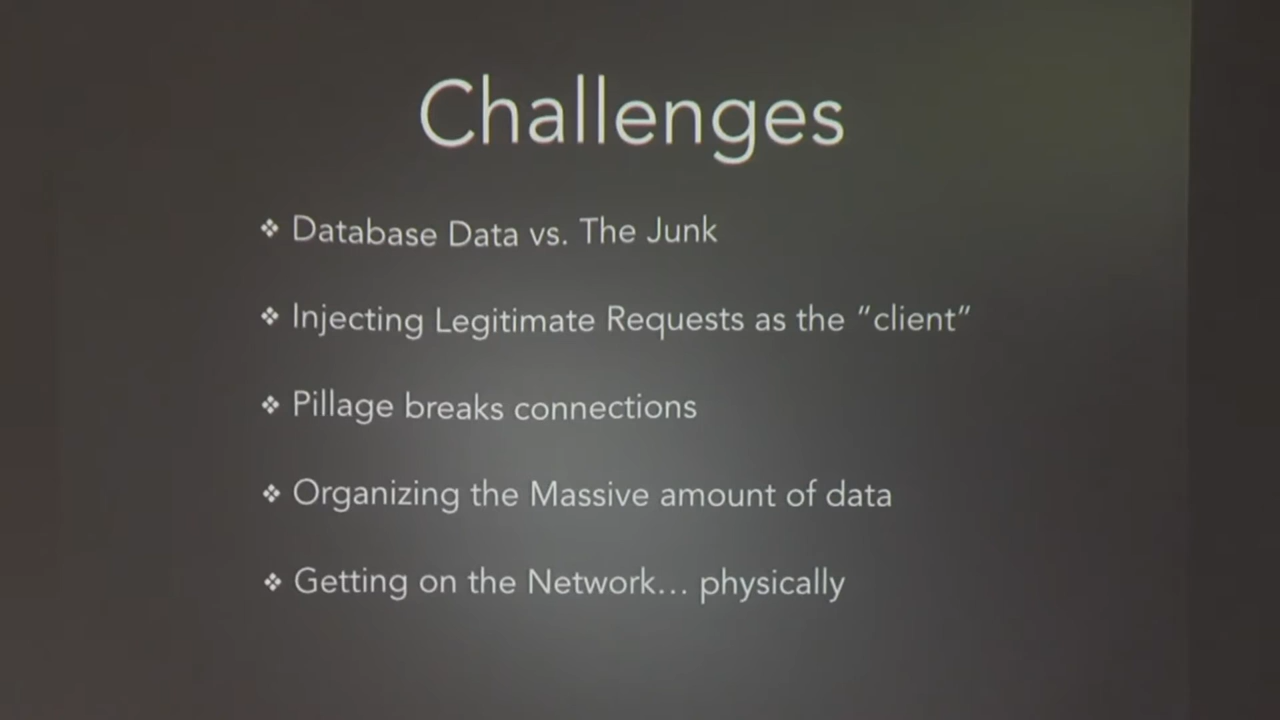 Challenges
❖ Database Data vs. The Junk
❖ Injecting Legitimate Requests as the "client"
❖ Pillage breaks connections
❖ Organizing the Massive amount of data
❖ Getting on the Network... physically